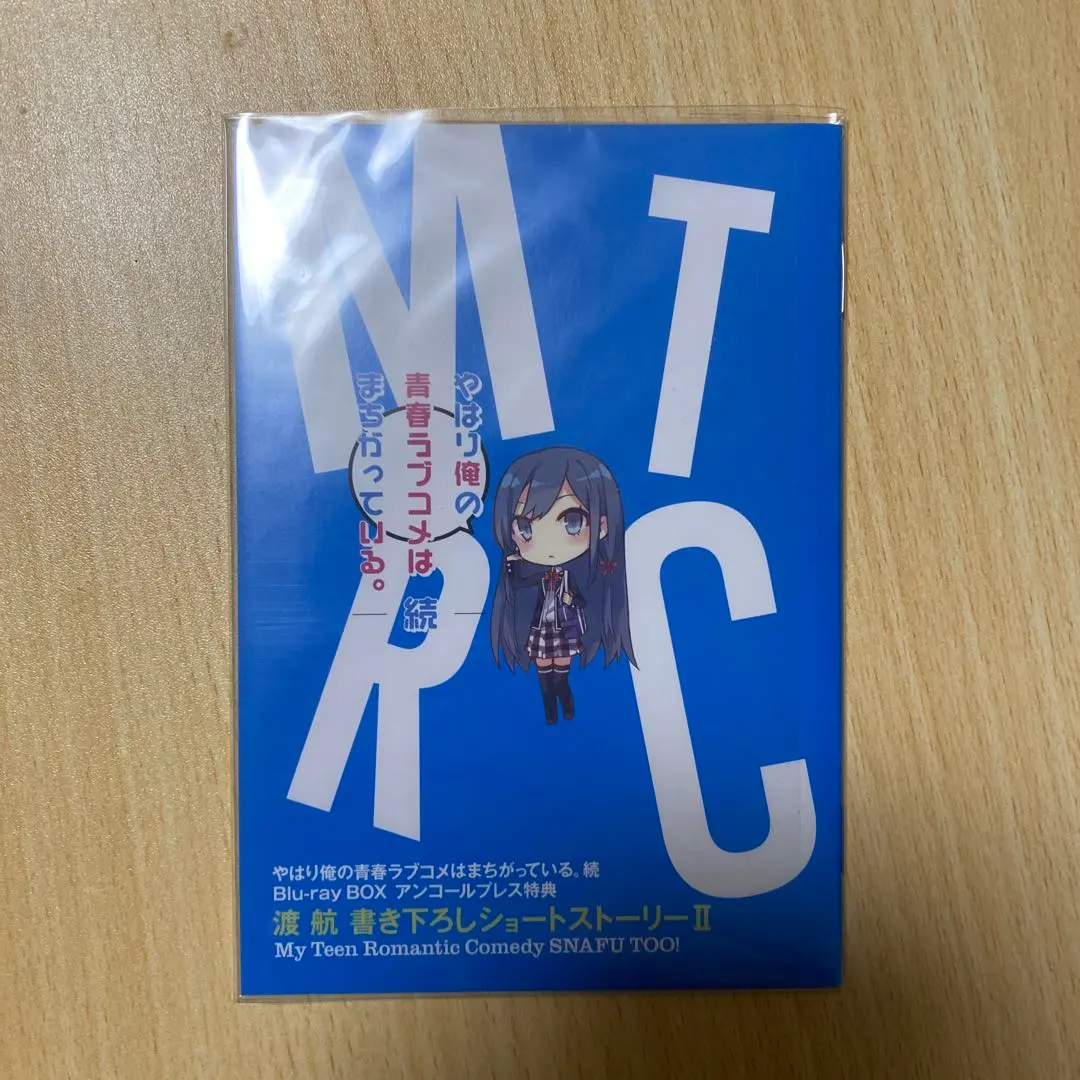 M
T
R
C
やはり俺の
青春ラブコメは
まちがっている。
続
やはり俺の青春ラブコメはまちがっている。続
Blu-ray BOX アンコールプレス特典
渡 航 書き下ろしショートストーリーⅡ
My Teen Romantic Comedy SNAFU TOO!